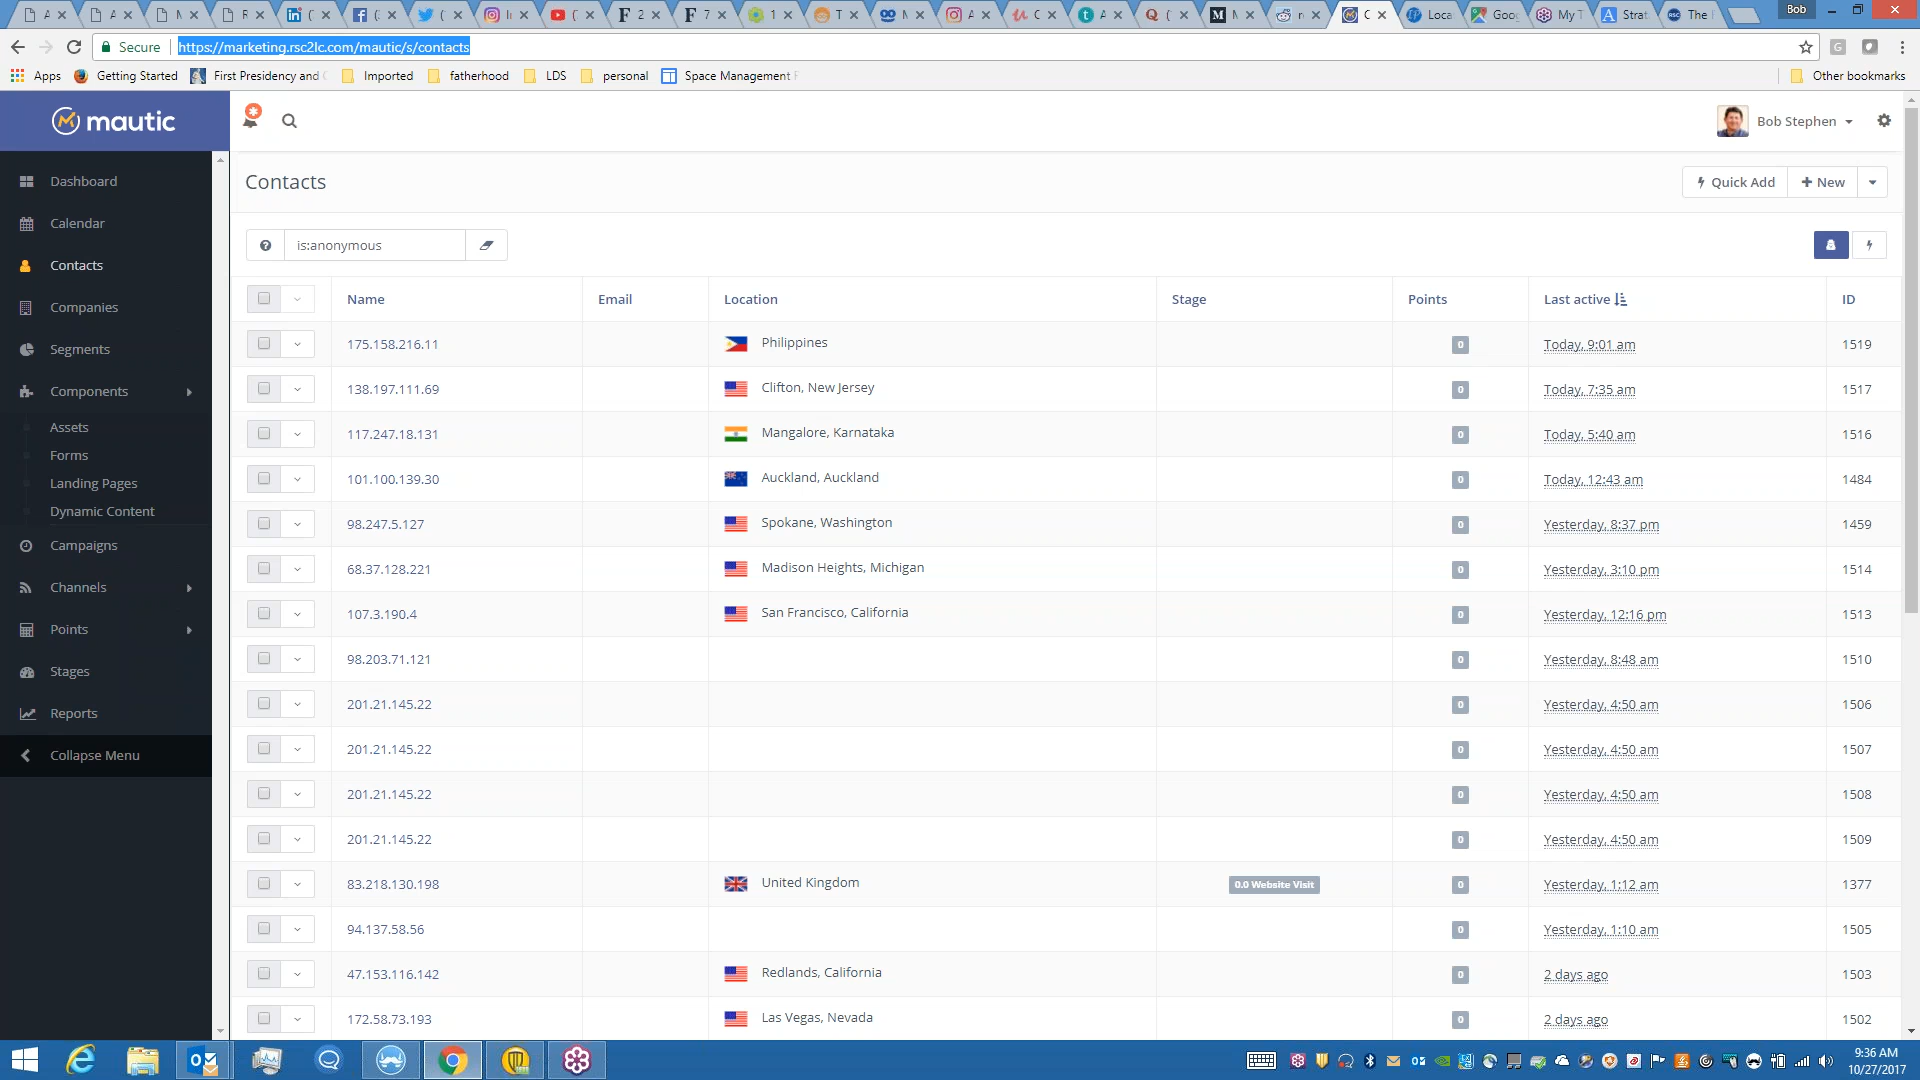 Bob
Secure https://marketing.rsc2lc.com/mautic/s/contacts
Apps Getting Started First Presidency and Imported fatherhood LDS personal Space Management Other bookmarks
mautic
Bob Stephen
Dashboard
Calendar
Contacts
Companies
Segments
Components
Assets
Forms
Landing Pages
Dynamic Content
Campaigns
Channels
Points
Stages
Reports
Collapse Menu
Contacts
Quick Add + New
is:anonymous
Name Email Location Stage Points Last active ID
175.158.216.11 Philippines 0 Today, 9:01 am 1519
138.197.111.69 Clifton, New Jersey 0 Today, 7:35 am 1517
117.247.18.131 Mangalore, Karnataka 0 Today, 5:40 am 1516
101.100.139.30 Auckland, Auckland 0 Today, 12:43 am 1484
98.247.5.127 Spokane, Washington 0 Yesterday, 8:37 pm 1459
68.37.128.221 Madison Heights, Michigan 0 Yesterday, 3:10 pm 1514
107.3.190.4 San Francisco, California 0 Yesterday, 12:16 pm 1513
98.203.71.121 0 Yesterday, 8:48 am 1510
201.21.145.22 0 Yesterday, 4:50 am 1506
201.21.145.22 0 Yesterday, 4:50 am 1507
201.21.145.22 0 Yesterday, 4:50 am 1508
201.21.145.22 0 Yesterday, 4:50 am 1509
83.218.130.198 United Kingdom 0.0 Website Visit 0 Yesterday, 1:12 am 1377
94.137.58.56 0 Yesterday, 1:10 am 1505
47.153.116.142 Redlands, California 0 2 days ago 1503
172.58.73.193 Las Vegas, Nevada 0 2 days ago 1502
9:36 AM
10/27/2017